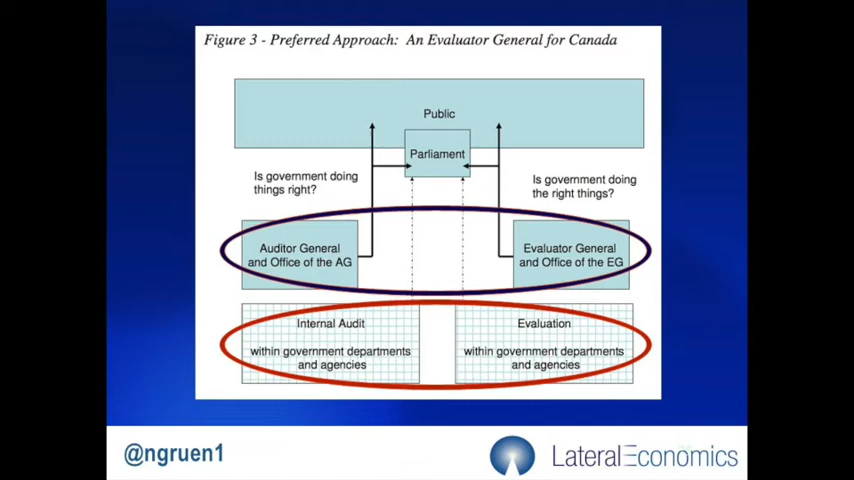 Figure 3 - Preferred Approach: An Evaluator General for Canada
Public
Parliament
Is government doing
things right?
Is government doing
the right things?
Auditor General
and Office of the AG
Evaluator General
and Office of the EG
Internal Audit
within government departments
and agencies
Evaluation
within government departments
and agencies
@ngruen1
LateralEconomics